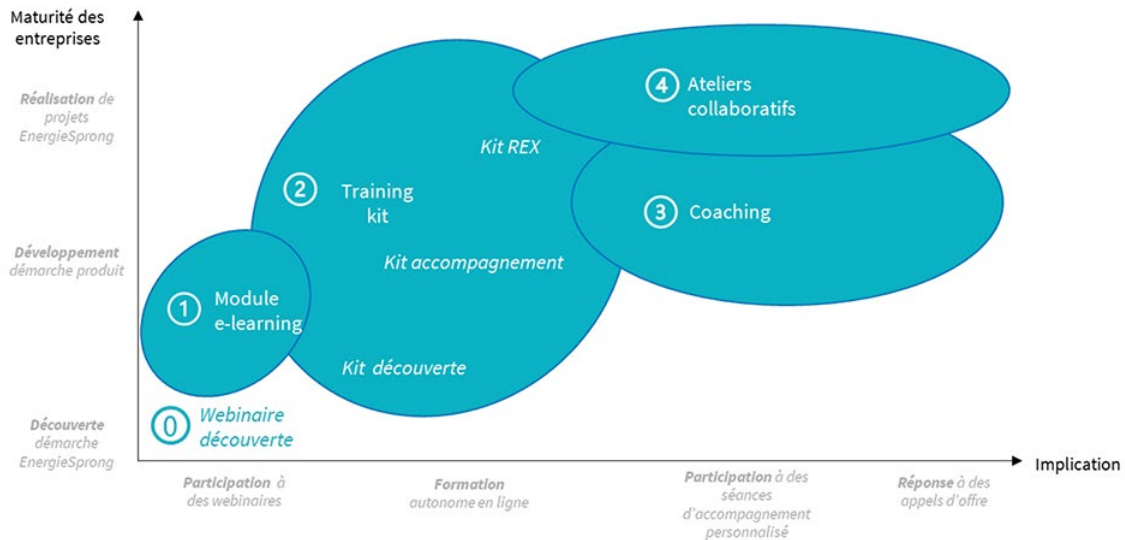 Maturité des
entreprises
Réalisation de
projets
EnergieSprong
4
Ateliers
collaboratifs
Kit REX
2
Training
kit
3
Coaching
Développement
démarche produit
Kit accompagnement
1
Module
e-learning
Kit découverte
0
Webinaire
découverte
Découverte
démarche
EnergieSprong
Implication
Participation à
des webinaires
Formation
autonome en ligne
Participation à des
séances
d'accompagnement
personnalisé
Réponse à des
appels d'offre